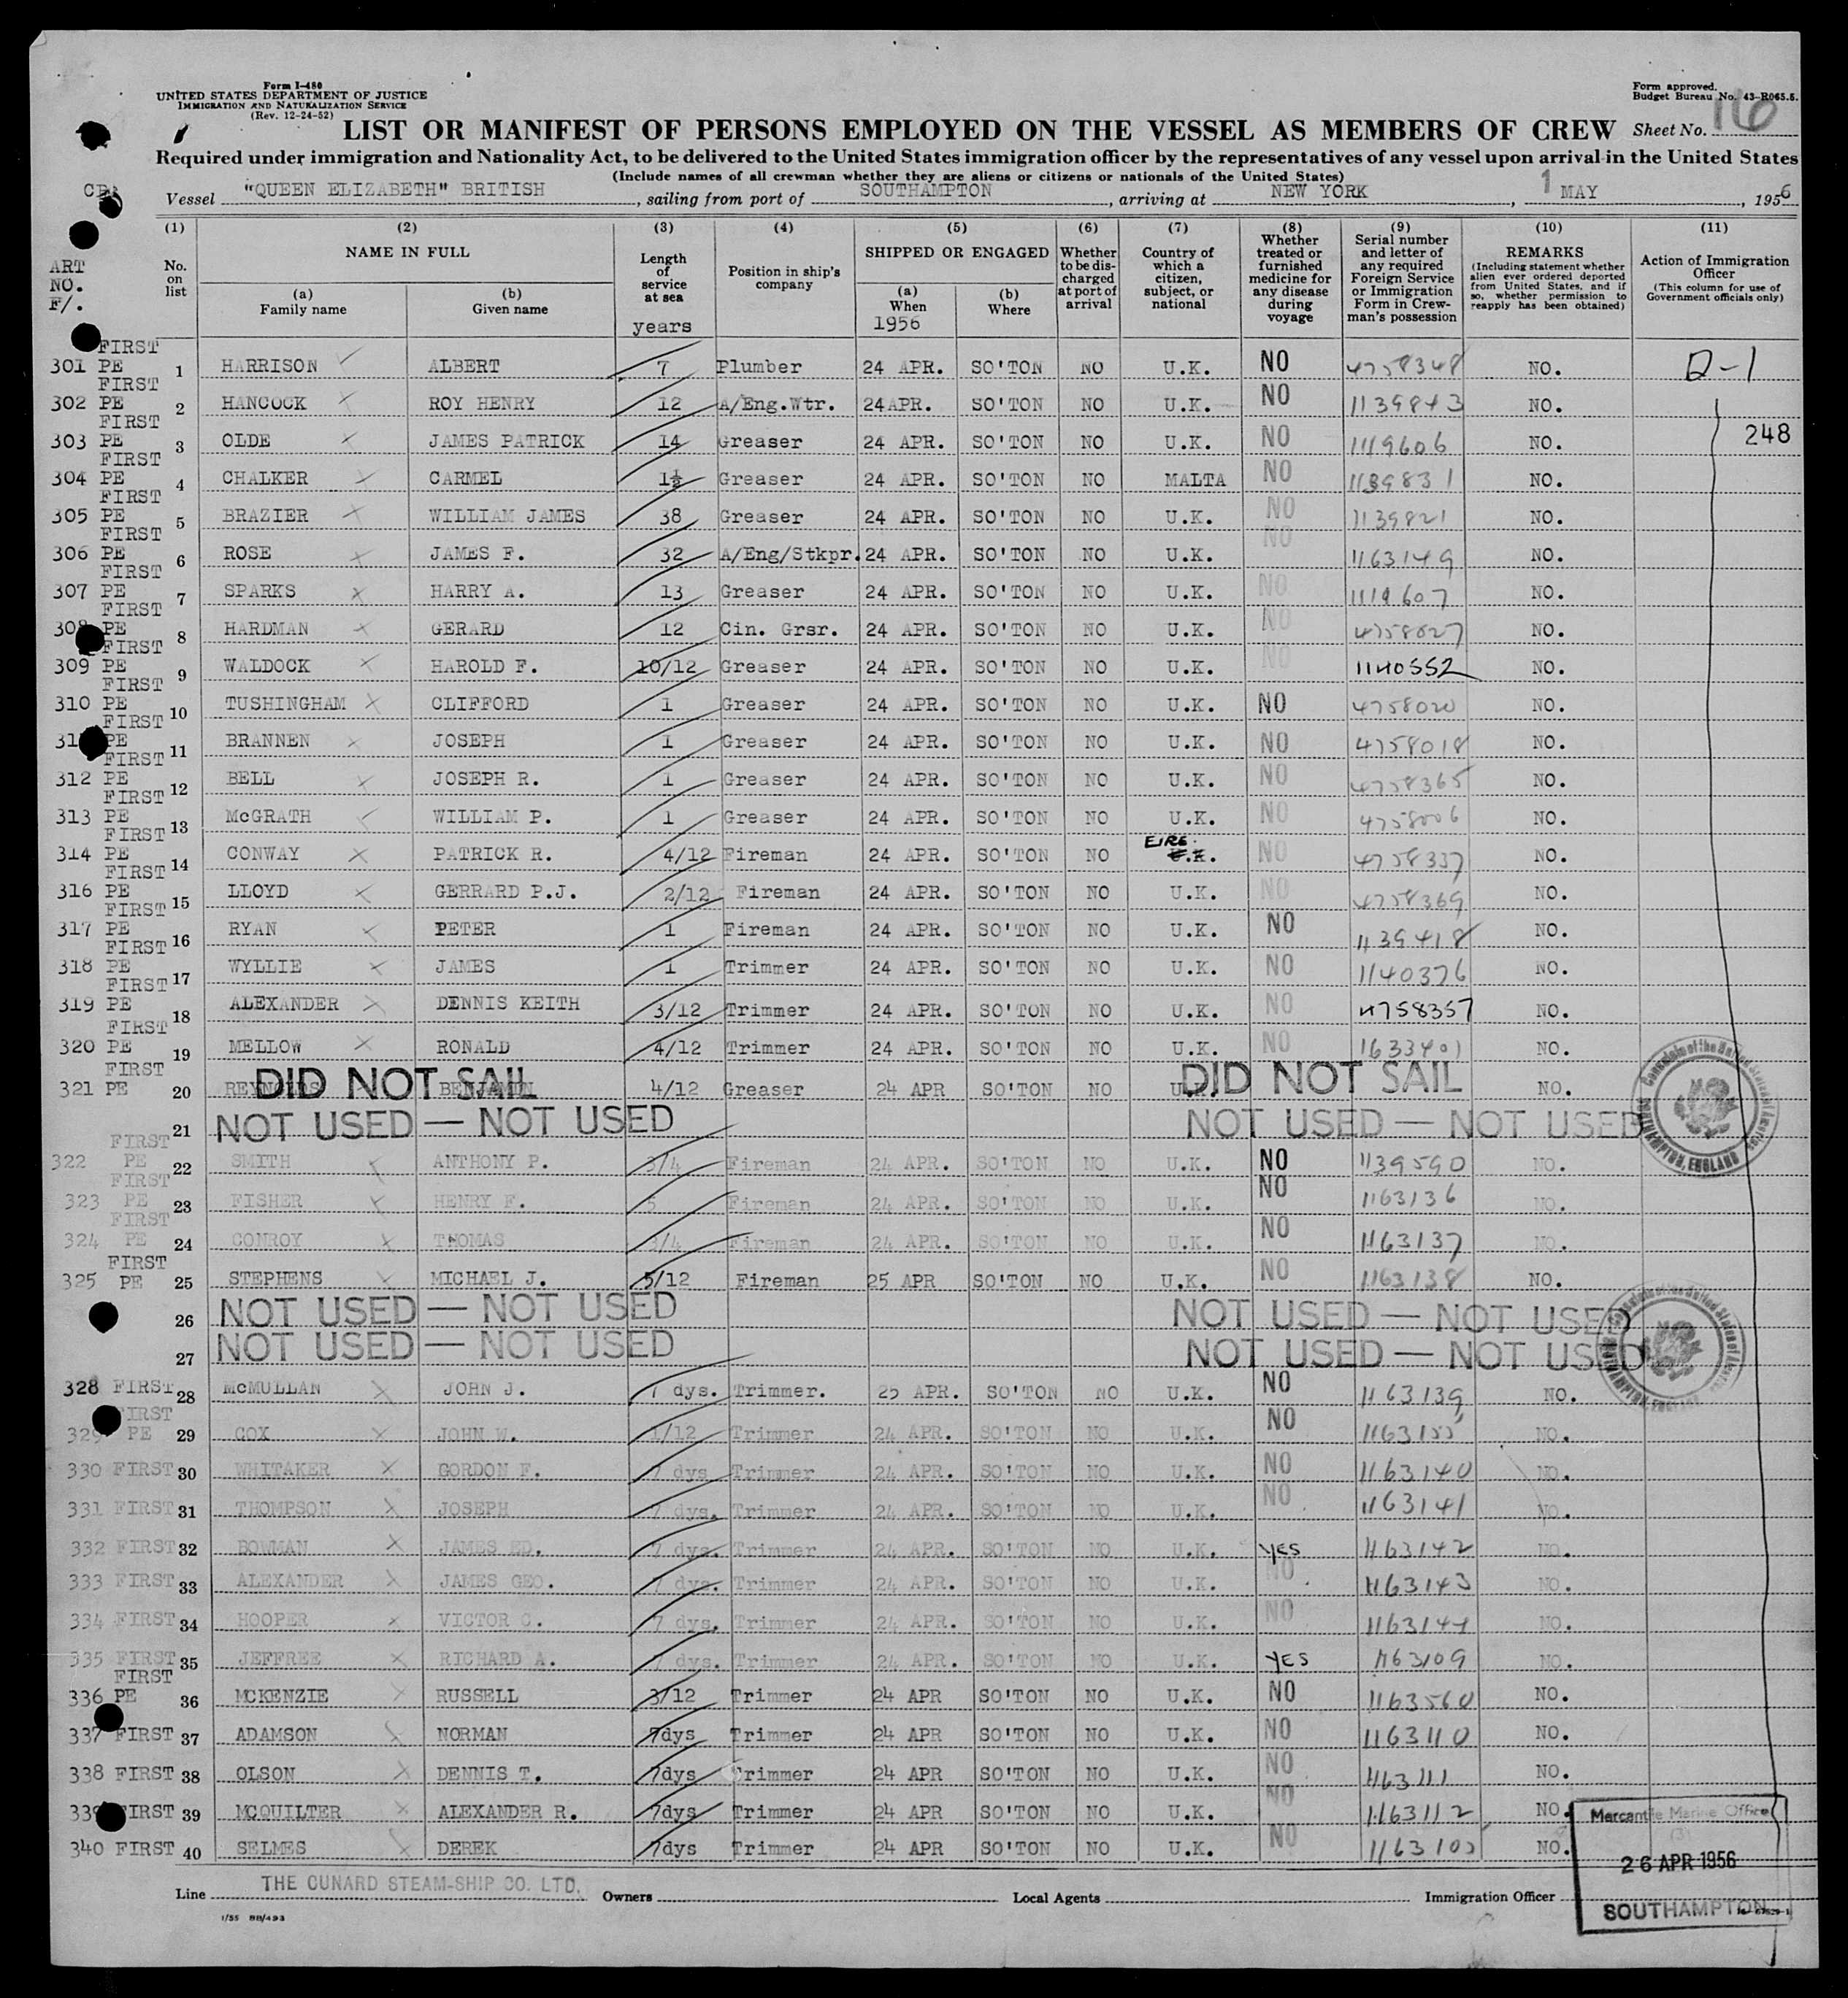 Form I-480
UNITED STATES DEPARTMENT OF JUSTICE
IMMIGRATION AND NATURALIZATION SERVICE
(Rev. 12-24-52)
Form approved.
Budget Bureau No. 43-R065.5.
LIST OR MANIFEST OF PERSONS EMPLOYED ON THE VESSEL AS MEMBERS OF CREW Sheet No. 16
Required under immigration and Nationality Act, to be delivered to the United States immigration officer by the representatives of any vessel upon arrival in the United States
(Include names of all crewman whether they are aliens or citizens or nationals of the United States)
Vessel "QUEEN ELIZABETH" BRITISH, sailing from port of SOUTHAMPTON, arriving at NEW YORK, 1 MAY, 1956
ART NO. F/.
(1) No. on list
(2) NAME IN FULL (a) Family name (b) Given name
(3) Length of service at sea years
(4) Position in ship's company
(5) SHIPPED OR ENGAGED (a) When 1956 (b) Where
(6) Whether to be discharged at port of arrival
(7) Country of which a citizen, subject, or national
(8) Whether treated or furnished medicine for any disease during voyage
(9) Serial number and letter of any required Foreign Service or Immigration Form in Crewman's possession
(10) REMARKS (Including statement whether alien ever ordered deported from United States, and if so, whether permission to reapply has been obtained)
(11) Action of Immigration Officer (This column for use of Government officials only)
301 FIRST PE 1 HARRISON ALBERT 7 Plumber 24 APR. SO'TON NO U.K. NO 4758348 NO. D-1
302 FIRST PE 2 HANCOCK ROY HENRY 12 A/Eng.Wtr. 24APR. SO'TON NO U.K. NO 1139843 NO.
303 FIRST PE 3 OLDE JAMES PATRICK 14 Greaser 24 APR. SO'TON NO U.K. NO 1119606 NO. 248
304 FIRST PE 4 CHALKER CARMEL 1½ Greaser 24 APR. SO'TON NO MALTA NO 1139831 NO.
305 FIRST PE 5 BRAZIER WILLIAM JAMES 38 Greaser 24 APR. SO'TON NO U.K. NO 1139821 NO.
306 FIRST PE 6 ROSE JAMES F. 32 A/Eng/Stkpr. 24 APR. SO'TON NO U.K. NO 1163149 NO.
307 FIRST PE 7 SPARKS HARRY A. 13 Greaser 24 APR. SO'TON NO U.K. NO 1119607 NO.
308 FIRST PE 8 HARDMAN GERARD 12 Cin. Grsr. 24 APR. SO'TON NO U.K. NO 4758027 NO.
309 FIRST PE 9 WALDOCK HAROLD F. 10/12 Greaser 24 APR. SO'TON NO U.K. NO 1140552 NO.
310 FIRST PE 10 TUSHINGHAM CLIFFORD 1 Greaser 24 APR. SO'TON NO U.K. NO 4758020 NO.
311 FIRST PE 11 BRANNEN JOSEPH 1 Greaser 24 APR. SO'TON NO U.K. NO 4758018 NO.
312 FIRST PE 12 BELL JOSEPH R. 1 Greaser 24 APR. SO'TON NO U.K. NO 4758365 NO.
313 FIRST PE 13 McGRATH WILLIAM P. 1 Greaser 24 APR. SO'TON NO U.K. NO 4758006 NO.
314 FIRST PE 14 CONWAY PATRICK R. 4/12 Fireman 24 APR. SO'TON NO EIRE. U.K. NO 4758337 NO.
316 FIRST PE 15 LLOYD GERRARD P.J. 2/12 Fireman 24 APR. SO'TON NO U.K. NO 4758369 NO.
317 FIRST PE 16 RYAN PETER 1 Fireman 24 APR. SO'TON NO U.K. NO 1139418 NO.
318 FIRST PE 17 WYLLIE JAMES 1 Trimmer 24 APR. SO'TON NO U.K. NO 1140376 NO.
319 FIRST PE 18 ALEXANDER DENNIS KEITH 3/12 Trimmer 24 APR. SO'TON NO U.K. NO 4758357 NO.
320 FIRST PE 19 MELLOW RONALD 4/12 Trimmer 24 APR. SO'TON NO U.K. NO 1633401 NO.
321 FIRST PE 20 REYNOLDS BENJAMIN DID NOT SAIL 4/12 Greaser 24 APR SO'TON NO U.K. DID NOT SAIL NO.
21 NOT USED — NOT USED NOT USED — NOT USED
322 FIRST PE 22 SMITH ANTHONY P. 3/4 Fireman 24 APR. SO'TON NO U.K. NO 1139590 NO.
323 FIRST PE 23 FISHER HENRY F. 5 Fireman 24 APR. SO'TON NO U.K. NO 1163136 NO.
324 FIRST PE 24 CONROY THOMAS 3/4 Fireman 24 APR. SO'TON NO U.K. NO 1163137 NO.
325 FIRST PE 25 STEPHENS MICHAEL J. 5/12 Fireman 25 APR SO'TON NO U.K. NO 1163138 NO.
26 NOT USED — NOT USED NOT USED — NOT USED
27 NOT USED — NOT USED NOT USED — NOT USED
328 FIRST 28 McMULLAN JOHN J. 7 dys. Trimmer. 25 APR. SO'TON NO U.K. NO 1163139 NO.
329 FIRST PE 29 COX JOHN W. 1/12 Trimmer 24 APR. SO'TON NO U.K. NO NO.
330 FIRST 30 WHITAKER GORDON F. 7 dys Trimmer 24 APR. SO'TON NO U.K. NO 1163140 NO.
331 FIRST 31 THOMPSON JOSEPH 7 dys. Trimmer 24 APR. SO'TON NO U.K. NO 1163141 NO.
332 FIRST 32 BOWMAN JAMES ED. 7 dys. Trimmer 24 APR. SO'TON NO U.K. YES 1163142 NO.
333 FIRST 33 ALEXANDER JAMES GEO. 7 dys. Trimmer 24 APR. SO'TON NO U.K. NO 1163143 NO.
334 FIRST 34 HOOPER VICTOR C. 7 dys. Trimmer 24 APR. SO'TON NO U.K. NO 1163144 NO.
335 FIRST 35 JEFFREE RICHARD A. 7 dys. Trimmer 24 APR. SO'TON NO U.K. YES 1163109 NO.
336 FIRST PE 36 MCKENZIE RUSSELL 3/12 Trimmer 24 APR SO'TON NO U.K. NO 1163560 NO.
337 FIRST 37 ADAMSON NORMAN 7dys Trimmer 24 APR SO'TON NO U.K. NO 1163110 NO.
338 FIRST 38 OLSON DENNIS T. 7dys Trimmer 24 APR SO'TON NO U.K. NO 1163111 NO.
339 FIRST 39 MCQUILTER ALEXANDER R. 7dys Trimmer 24 APR SO'TON NO U.K. NO 1163112 NO.
340 FIRST 40 SELMES DEREK 7dys Trimmer 24 APR SO'TON NO U.K. NO NO.
Mercantile Marine Office
26 APR 1956
SOUTHAMPTON
Line THE CUNARD STEAM-SHIP CO. LTD. Owners Local Agents Immigration Officer
1/55 BB/493